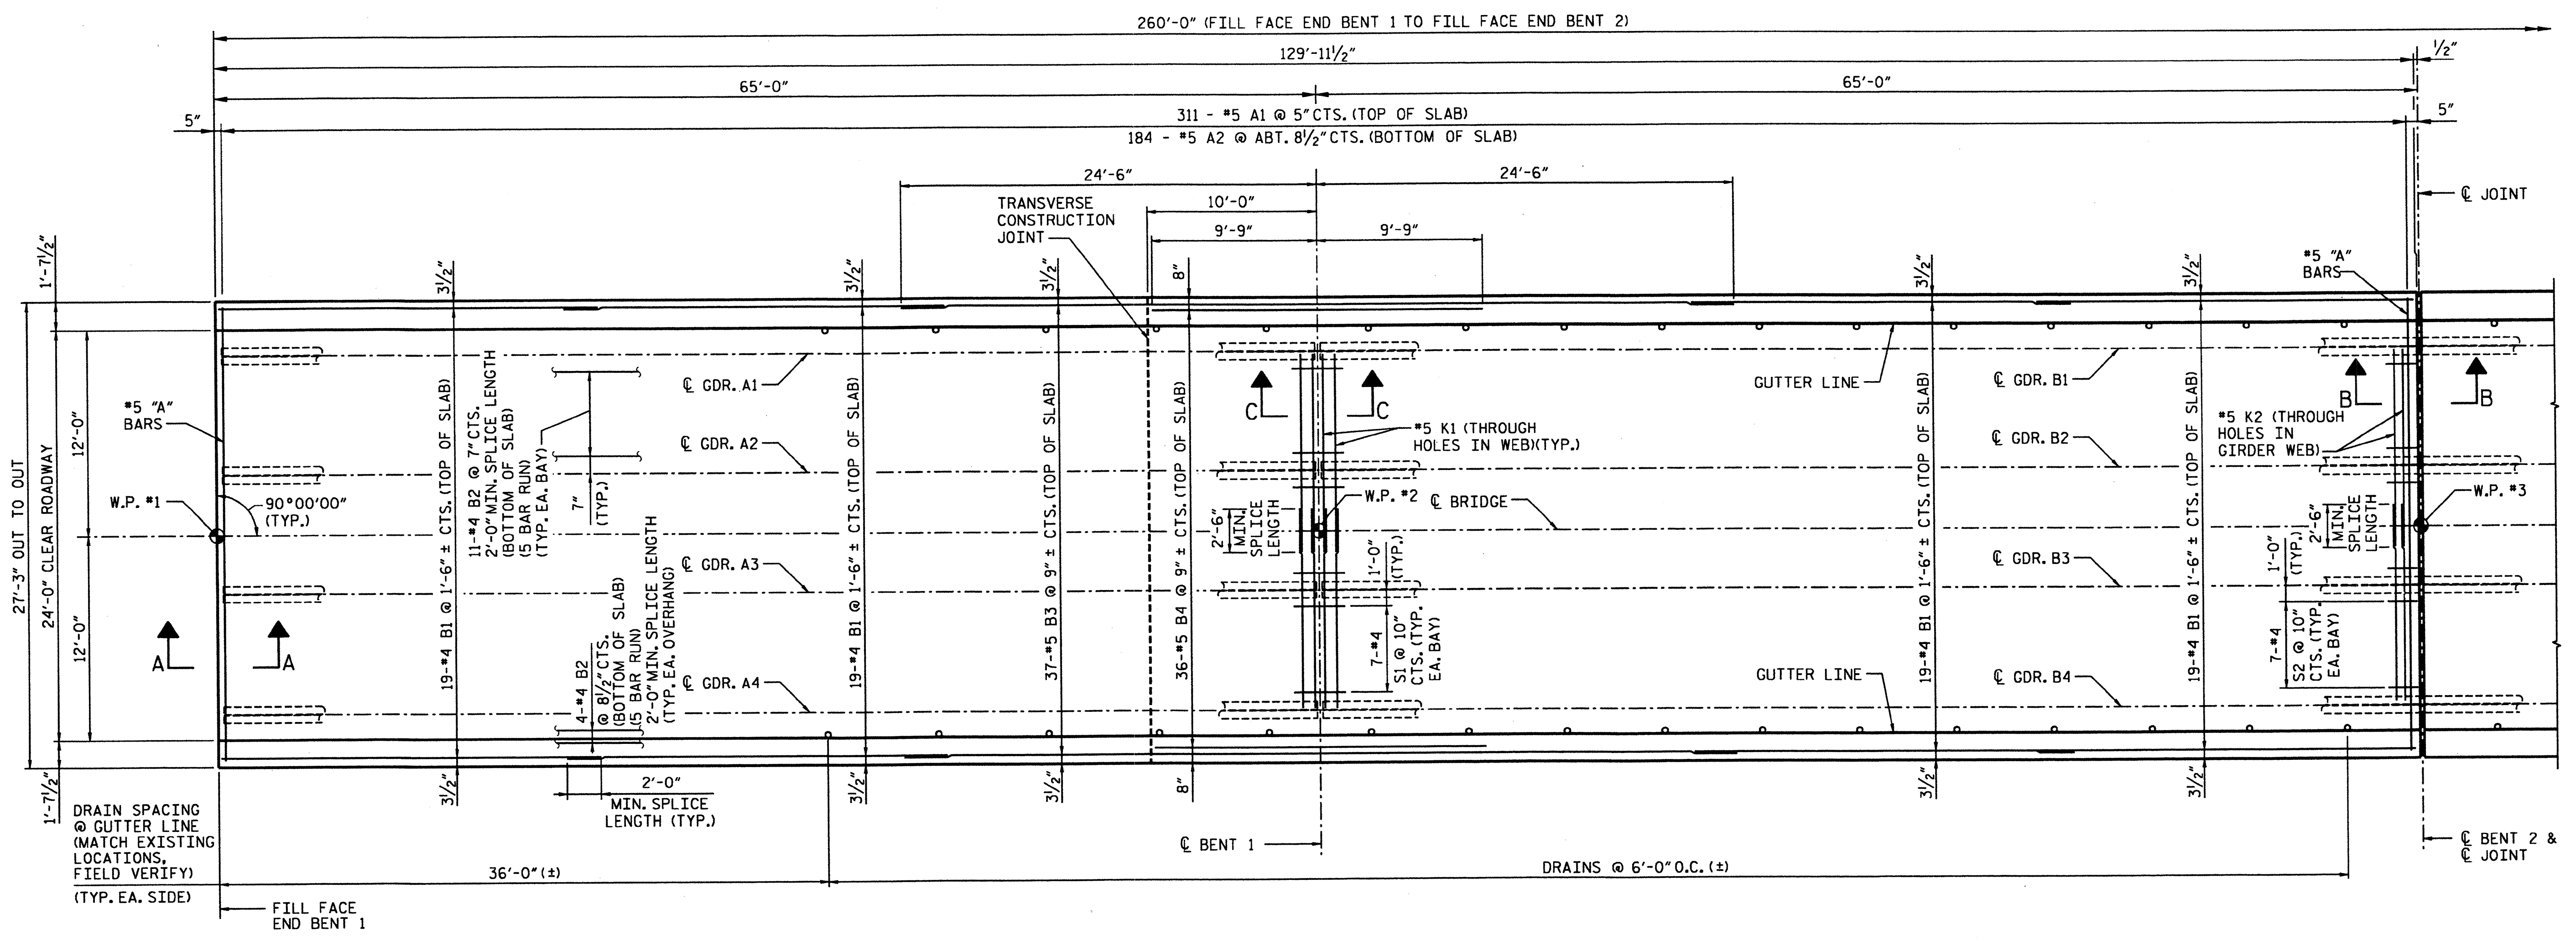 260'-0" (FILL FACE END BENT 1 TO FILL FACE END BENT 2)
129'-11½"
½"
65'-0"
65'-0"
5"
311 - #5 A1 @ 5" CTS. (TOP OF SLAB)
5"
184 - #5 A2 @ ABT. 8½" CTS. (BOTTOM OF SLAB)
24'-6"
24'-6"
TRANSVERSE
CONSTRUCTION
JOINT
10'-0"
9'-9"
9'-9"
℄ JOINT
1'-7½"
3½"
3½"
3½"
8"
3½"
3½"
#5 "A"
BARS
27'-3" OUT TO OUT
24'-0" CLEAR ROADWAY
12'-0"
12'-0"
1'-7½"
#5 "A"
BARS
W.P. #1
90°00'00"
(TYP.)
A
A
19-#4 B1 @ 1'-6" ± CTS. (TOP OF SLAB)
11-#4 B2 @ 7" CTS.
2'-0" MIN. SPLICE LENGTH
(BOTTOM OF SLAB)
(5 BAR RUN)
(TYP. EA. BAY)
7"
(TYP.)
4-#4 B2
@ 8½" CTS.
(BOTTOM OF SLAB)
(5 BAR RUN)
2'-0" MIN. SPLICE LENGTH
(TYP. EA. OVERHANG)
℄ GDR. A1
℄ GDR. A2
℄ GDR. A3
℄ GDR. A4
19-#4 B1 @ 1'-6" ± CTS. (TOP OF SLAB)
37-#5 B3 @ 9" ± CTS. (TOP OF SLAB)
36-#5 B4 @ 9" ± CTS. (TOP OF SLAB)
C
C
#5 K1 (THROUGH
HOLES IN WEB)(TYP.)
W.P. #2
℄ BRIDGE
2'-6"
MIN.
SPLICE
LENGTH
1'-0"
(TYP.)
7-#4
S1 @ 10"
CTS. (TYP.
EA. BAY)
GUTTER LINE
GUTTER LINE
19-#4 B1 @ 1'-6" ± CTS. (TOP OF SLAB)
℄ GDR. B1
℄ GDR. B2
℄ GDR. B3
℄ GDR. B4
19-#4 B1 @ 1'-6" ± CTS. (TOP OF SLAB)
B
B
#5 K2 (THROUGH
HOLES IN
GIRDER WEB)
W.P. #3
2'-6"
MIN.
SPLICE
LENGTH
1'-0"
(TYP.)
7-#4
S2 @ 10"
CTS. (TYP.
EA. BAY)
3½"
3½"
3½"
8"
3½"
3½"
2'-0"
MIN. SPLICE
LENGTH (TYP.)
DRAIN SPACING
@ GUTTER LINE
(MATCH EXISTING
LOCATIONS,
FIELD VERIFY)
(TYP. EA. SIDE)
℄ BENT 1
℄ BENT 2 &
℄ JOINT
36'-0" (±)
DRAINS @ 6'-0" O.C. (±)
FILL FACE
END BENT 1